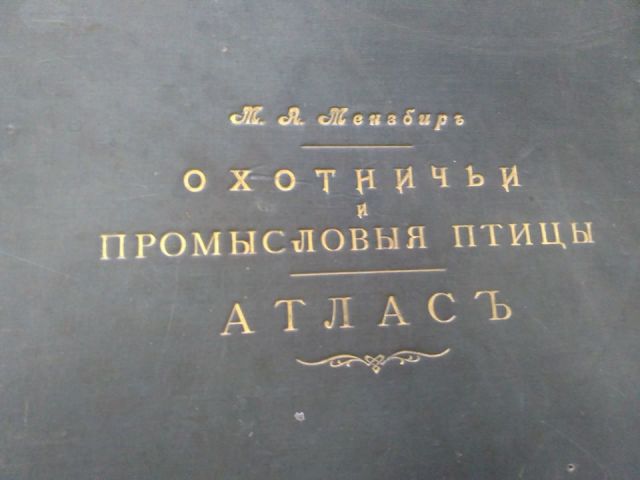 М. А. Мензбиръ
ОХОТНИЧЬИ
И
ПРОМЫСЛОВЫЯ ПТИЦЫ
АТЛАСЪ